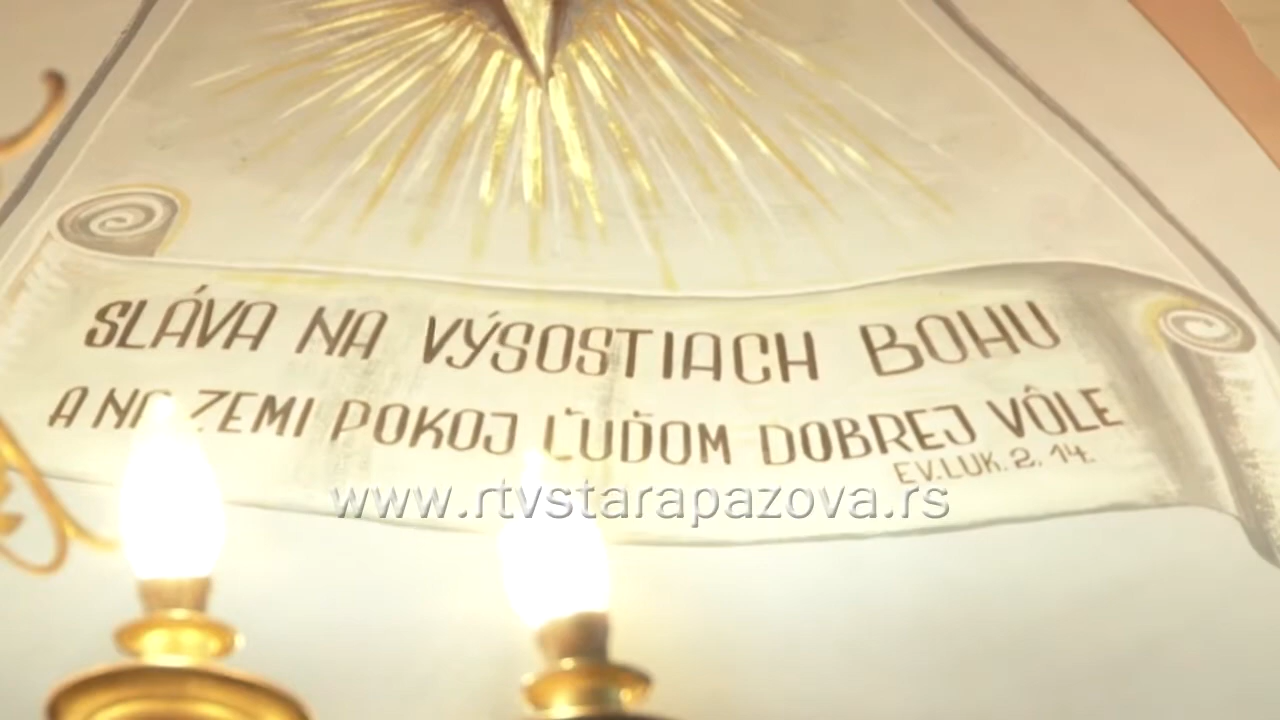 SLÁVA NA VÝSOSTIACH BOHU
A NA ZEMI POKOJ ĽUĎOM DOBREJ VÔLE
EV. LUK. 2. 14.
www.rtvstarapazova.rs